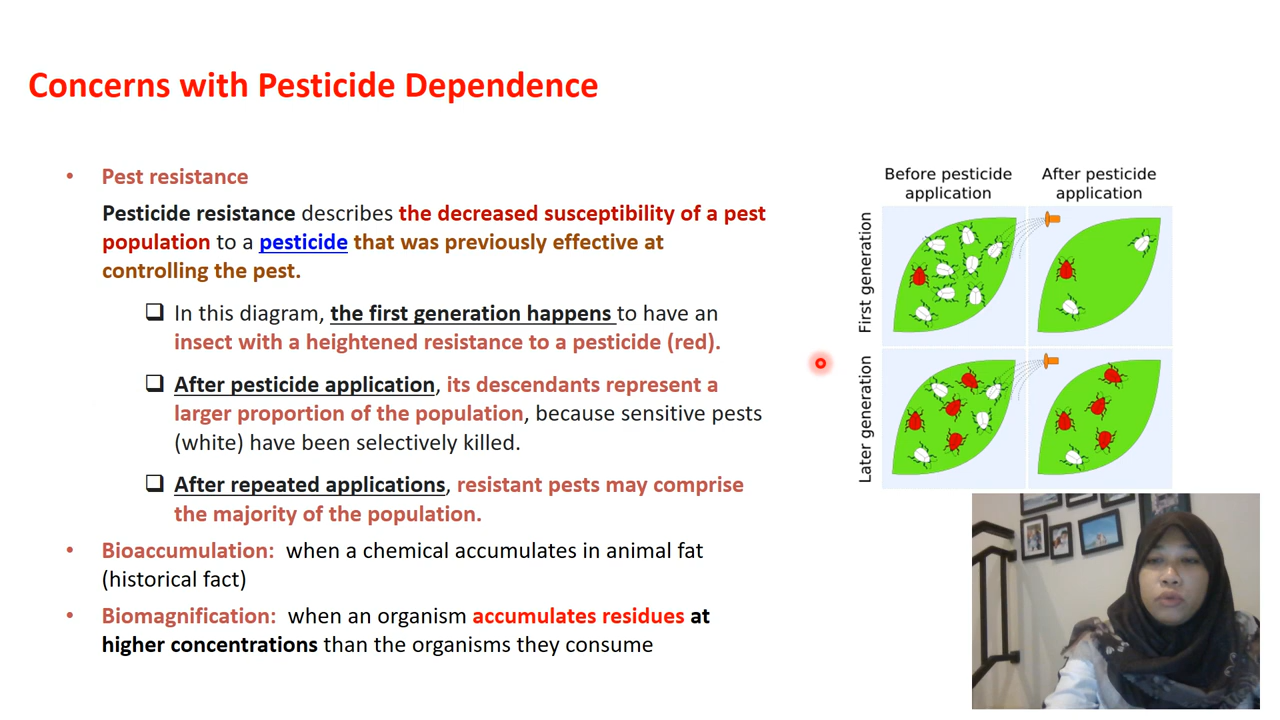 Concerns with Pesticide Dependence
• Pest resistance
Pesticide resistance describes the decreased susceptibility of a pest
population to a pesticide that was previously effective at
controlling the pest.
❑ In this diagram, the first generation happens to have an
insect with a heightened resistance to a pesticide (red).
❑ After pesticide application, its descendants represent a
larger proportion of the population, because sensitive pests
(white) have been selectively killed.
❑ After repeated applications, resistant pests may comprise
the majority of the population.
• Bioaccumulation: when a chemical accumulates in animal fat
(historical fact)
• Biomagnification: when an organism accumulates residues at
higher concentrations than the organisms they consume
Before pesticide
application
After pesticide
application
First generation
Later generation